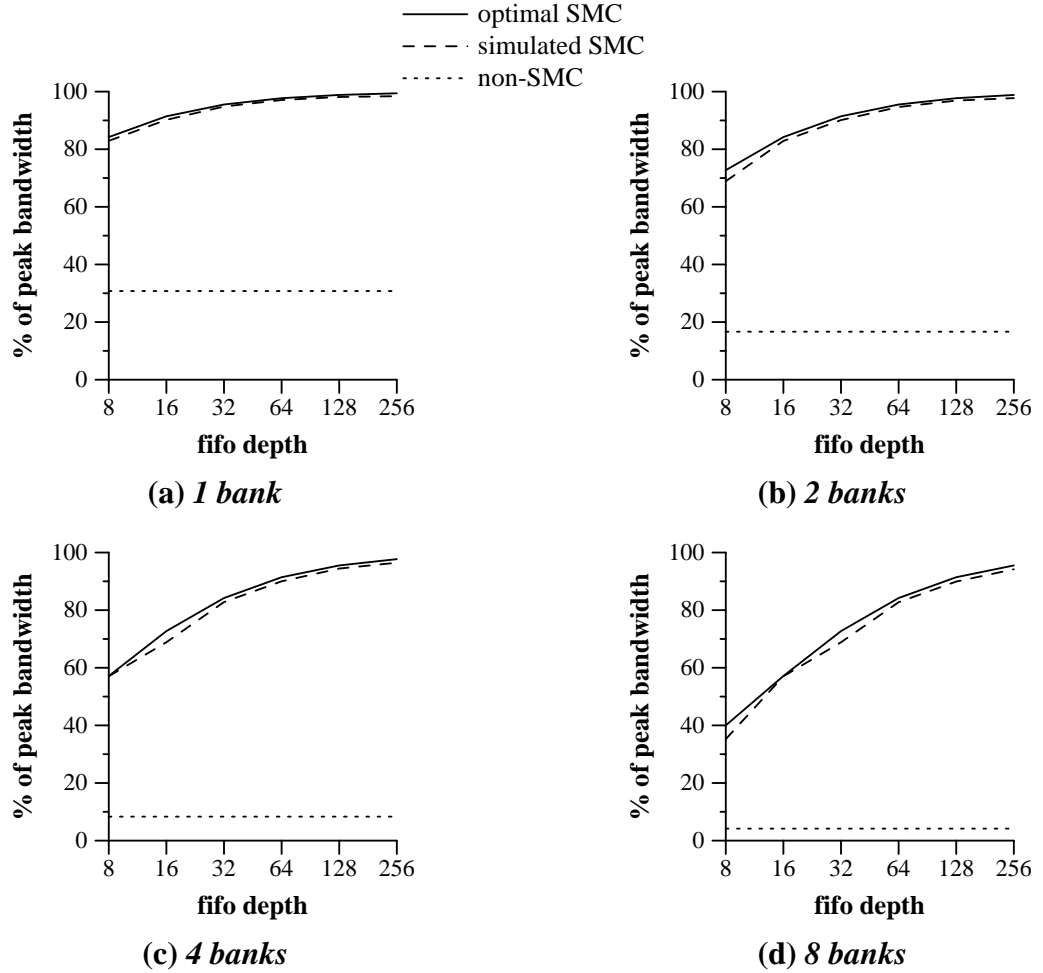 optimal SMC
simulated SMC
non-SMC
% of peak bandwidth
100
80
60
40
20
0
8 16 32 64 128 256
fifo depth
(a) 1 bank
% of peak bandwidth
100
80
60
40
20
0
8 16 32 64 128 256
fifo depth
(b) 2 banks
% of peak bandwidth
100
80
60
40
20
0
8 16 32 64 128 256
fifo depth
(c) 4 banks
% of peak bandwidth
100
80
60
40
20
0
8 16 32 64 128 256
fifo depth
(d) 8 banks